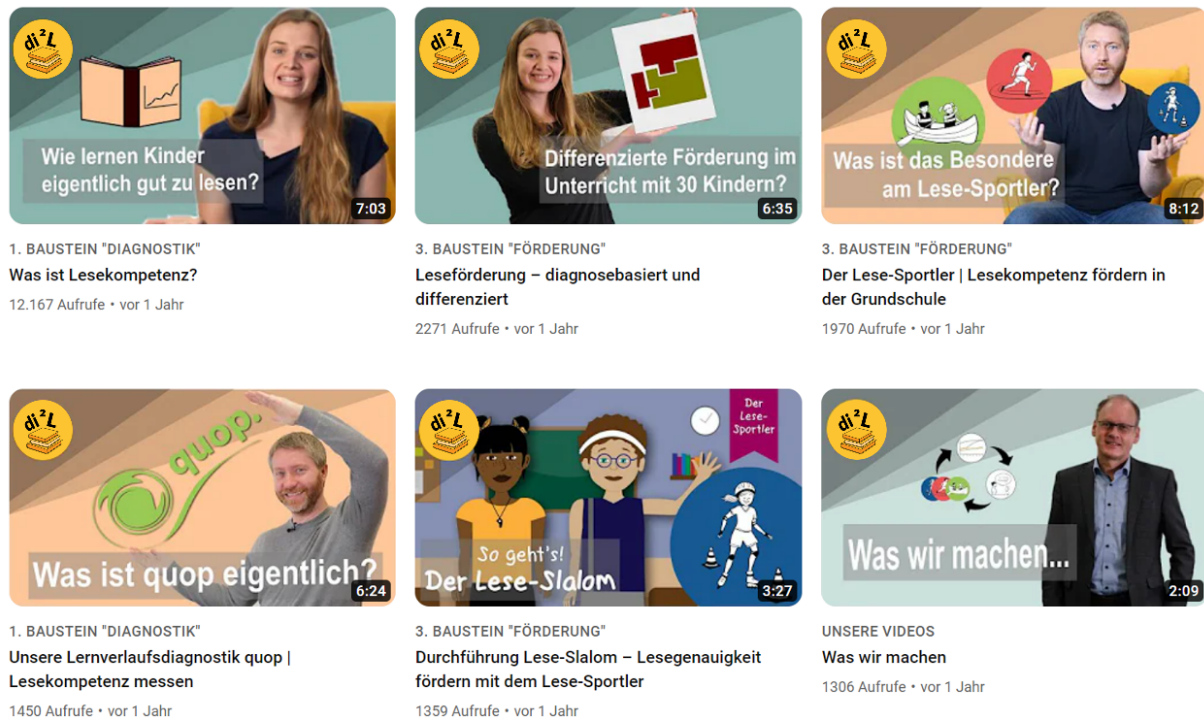 di²L
Wie lernen Kinder
eigentlich gut zu lesen?
7:03
1. BAUSTEIN "DIAGNOSTIK"
Was ist Lesekompetenz?
12.167 Aufrufe • vor 1 Jahr
di²L
Differenzierte Förderung im
Unterricht mit 30 Kindern?
6:35
3. BAUSTEIN "FÖRDERUNG"
Leseförderung – diagnosebasiert und
differenziert
2271 Aufrufe • vor 1 Jahr
di²L
Was ist das Besondere
am Lese-Sportler?
8:12
3. BAUSTEIN "FÖRDERUNG"
Der Lese-Sportler | Lesekompetenz fördern in
der Grundschule
1970 Aufrufe • vor 1 Jahr
di²L
quop.
Was ist quop eigentlich?
6:24
1. BAUSTEIN "DIAGNOSTIK"
Unsere Lernverlaufsdiagnostik quop |
Lesekompetenz messen
1450 Aufrufe • vor 1 Jahr
di²L
Der
Lese-
Sportler
So geht's!
Der Lese-Slalom
3:27
3. BAUSTEIN "FÖRDERUNG"
Durchführung Lese-Slalom – Lesegenauigkeit
fördern mit dem Lese-Sportler
1359 Aufrufe • vor 1 Jahr
di²L
Was wir machen...
2:09
UNSERE VIDEOS
Was wir machen
1306 Aufrufe • vor 1 Jahr